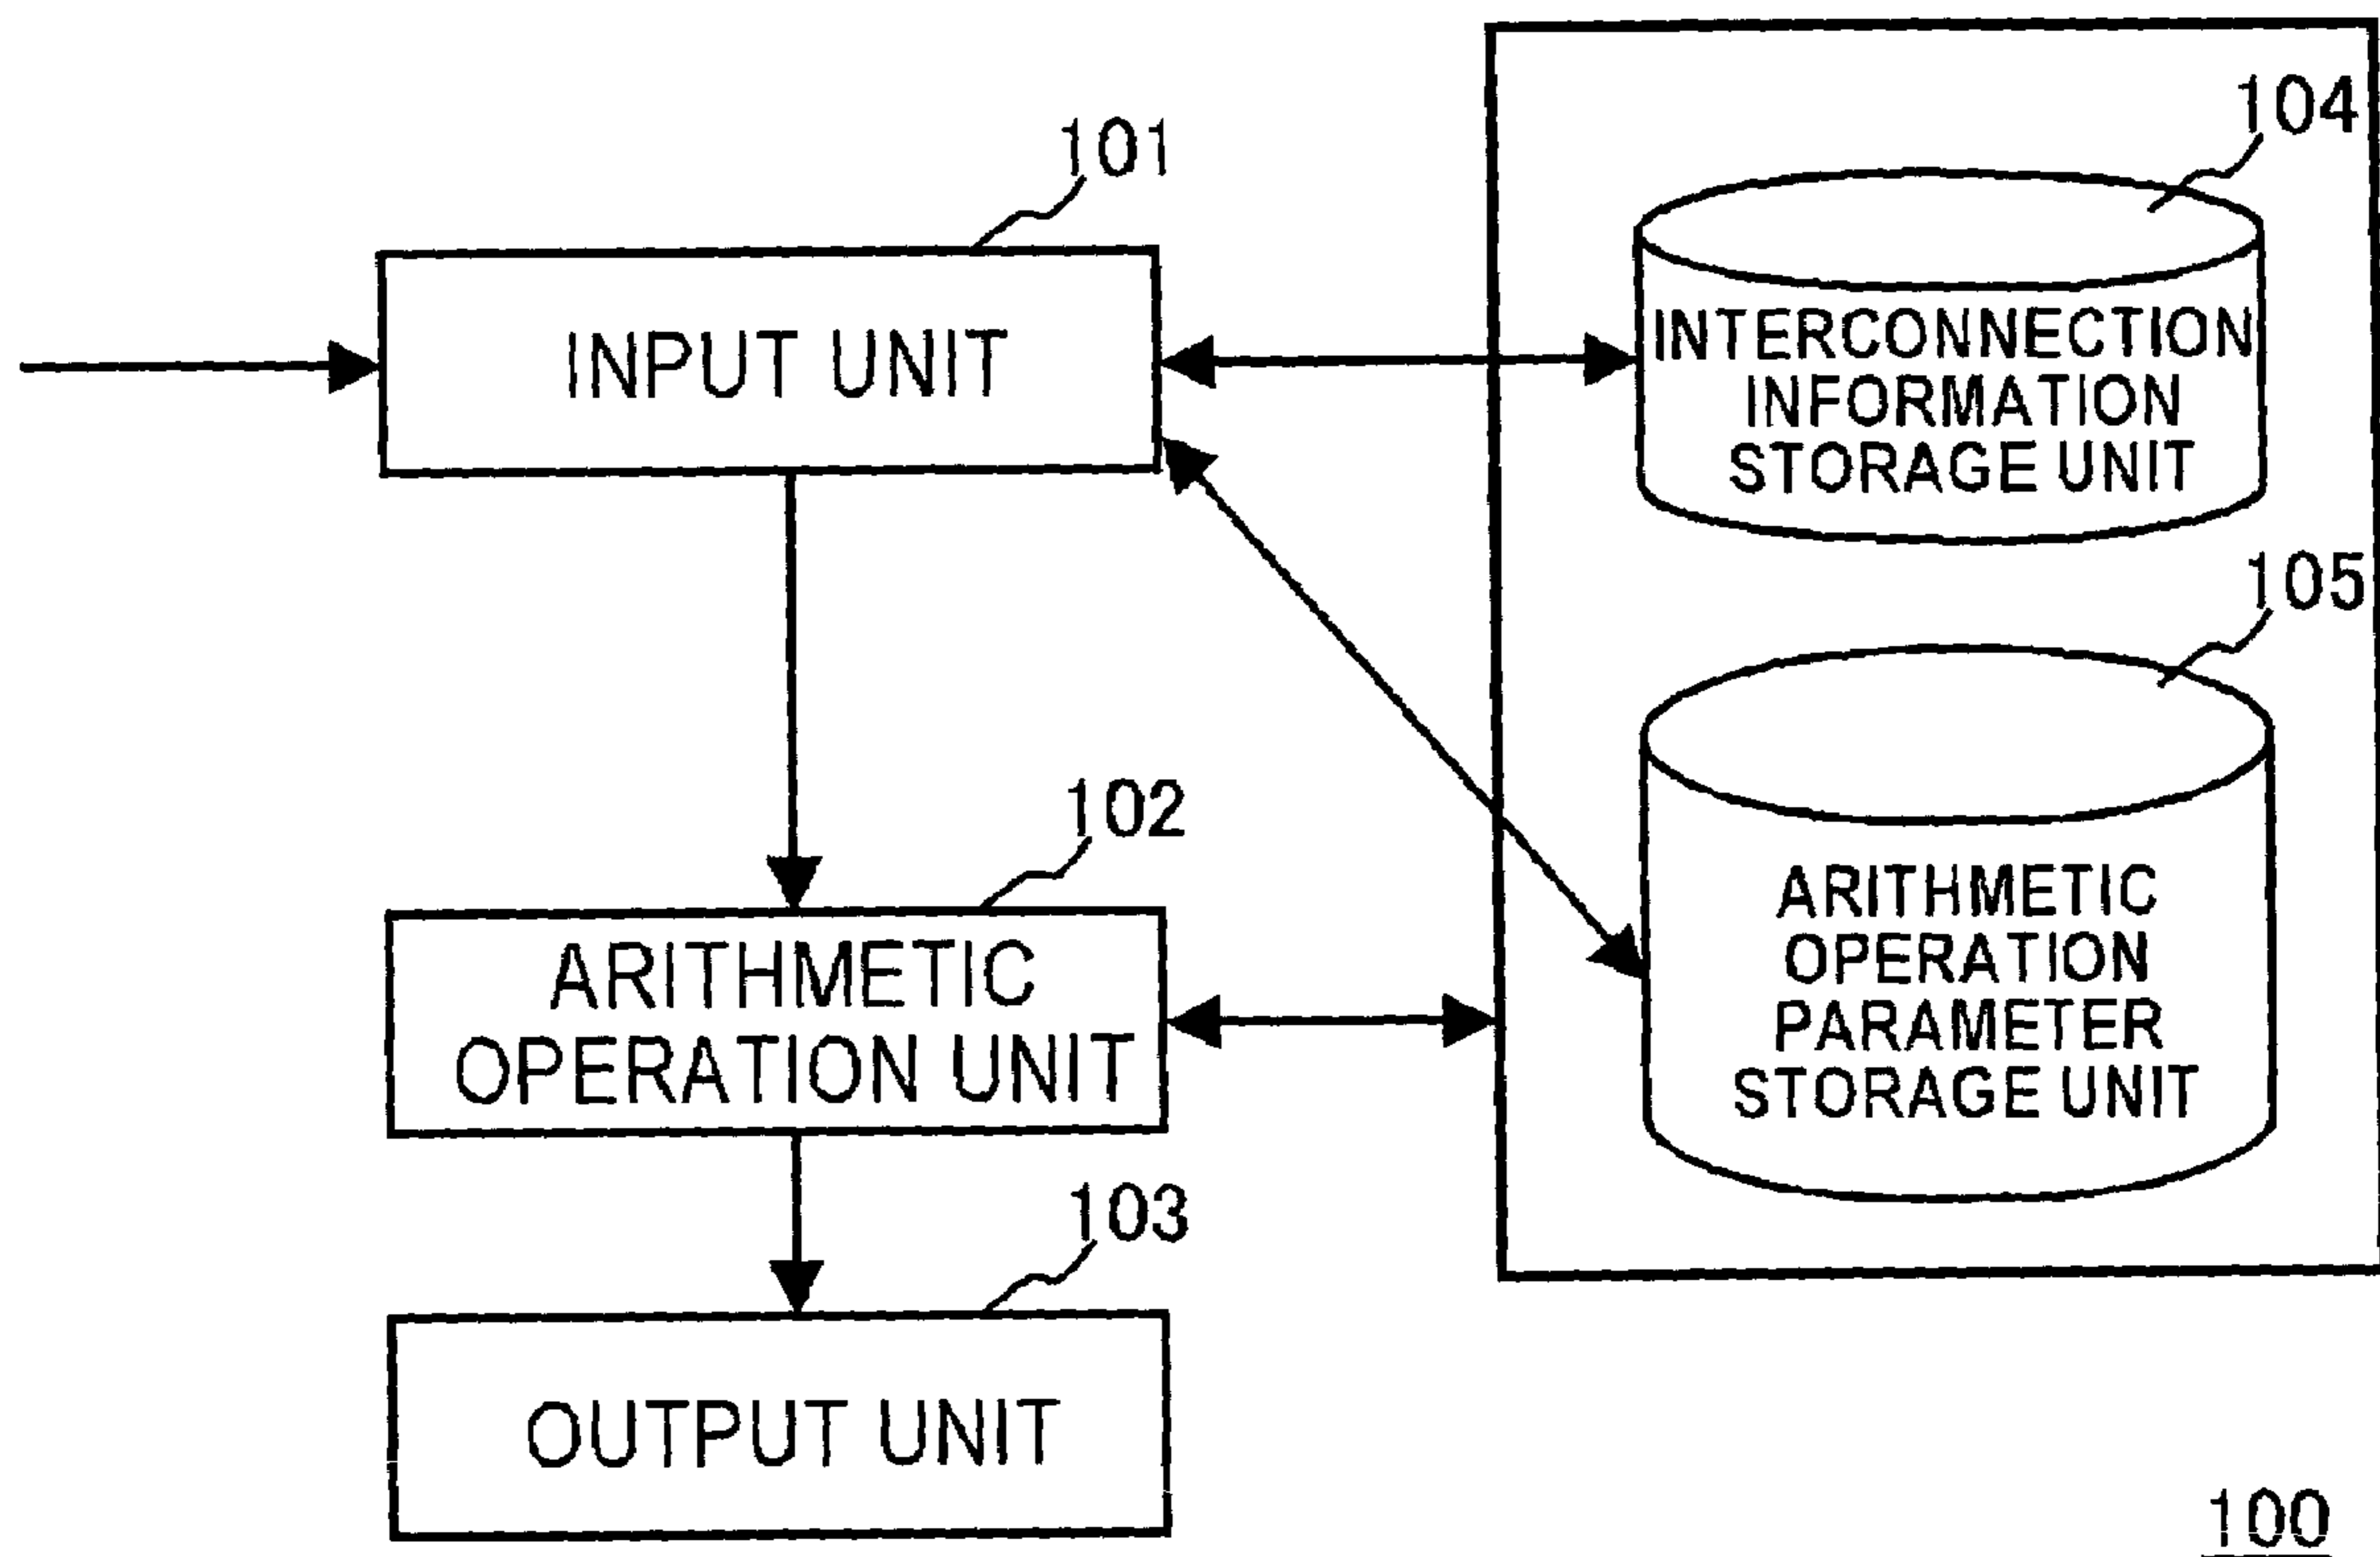 104
101
INPUT UNIT
INTERCONNECTION
INFORMATION
STORAGE UNIT
105
102
ARITHMETIC
OPERATION UNIT
ARITHMETIC
OPERATION
PARAMETER
STORAGE UNIT
103
OUTPUT UNIT
100